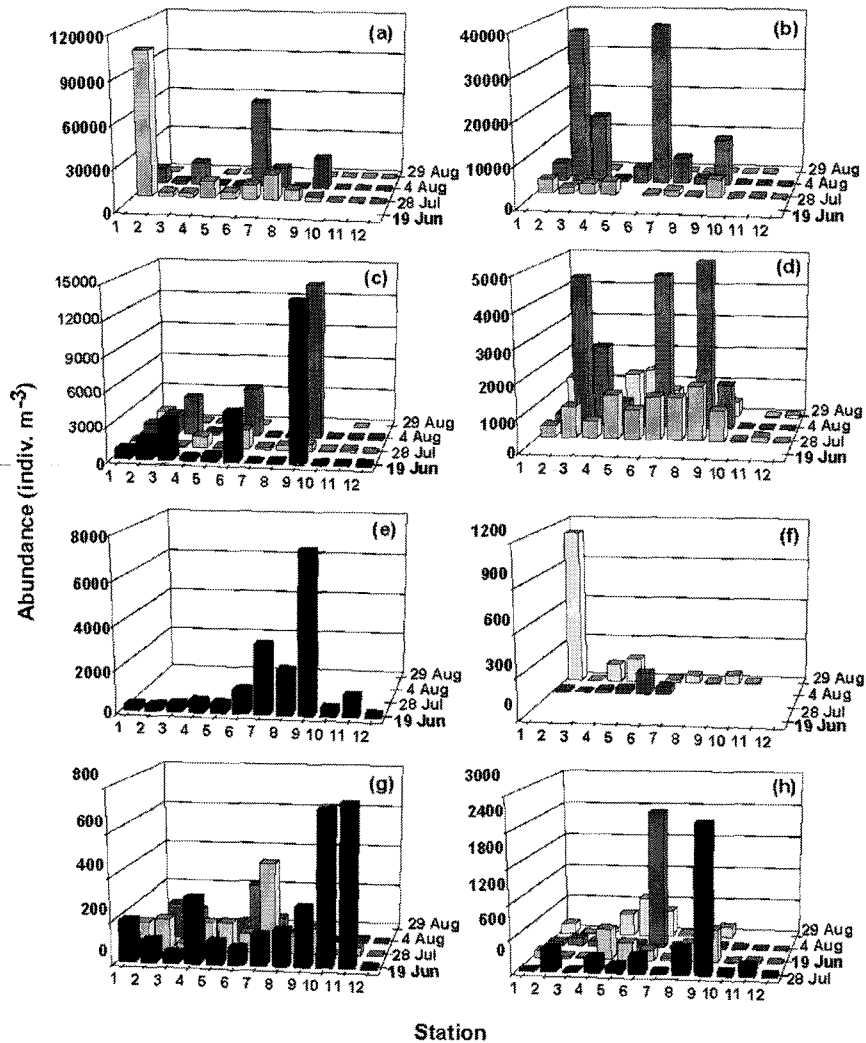 Abundance (indiv. m⁻³)
(a)
120000
90000
60000
30000
0
1 2 3 4 5 6 7 8 9 10 11 12
29 Aug
4 Aug
28 Jul
19 Jun
(b)
40000
30000
20000
10000
0
1 2 3 4 5 6 7 8 9 10 11 12
29 Aug
4 Aug
28 Jul
19 Jun
(c)
15000
12000
9000
6000
3000
0
1 2 3 4 5 6 7 8 9 10 11 12
29 Aug
4 Aug
28 Jul
19 Jun
(d)
5000
4000
3000
2000
1000
0
1 2 3 4 5 6 7 8 9 10 11 12
29 Aug
4 Aug
28 Jul
19 Jun
(e)
8000
6000
4000
2000
0
1 2 3 4 5 6 7 8 9 10 11 12
29 Aug
4 Aug
28 Jul
19 Jun
(f)
1200
900
600
300
0
1 2 3 4 5 6 7 8 9 10 11 12
29 Aug
4 Aug
28 Jul
19 Jun
(g)
800
600
400
200
0
1 2 3 4 5 6 7 8 9 10 11 12
29 Aug
4 Aug
28 Jul
19 Jun
(h)
3000
2400
1800
1200
600
0
1 2 3 4 5 6 7 8 9 10 11 12
29 Aug
4 Aug
19 Jun
28 Jul
Station